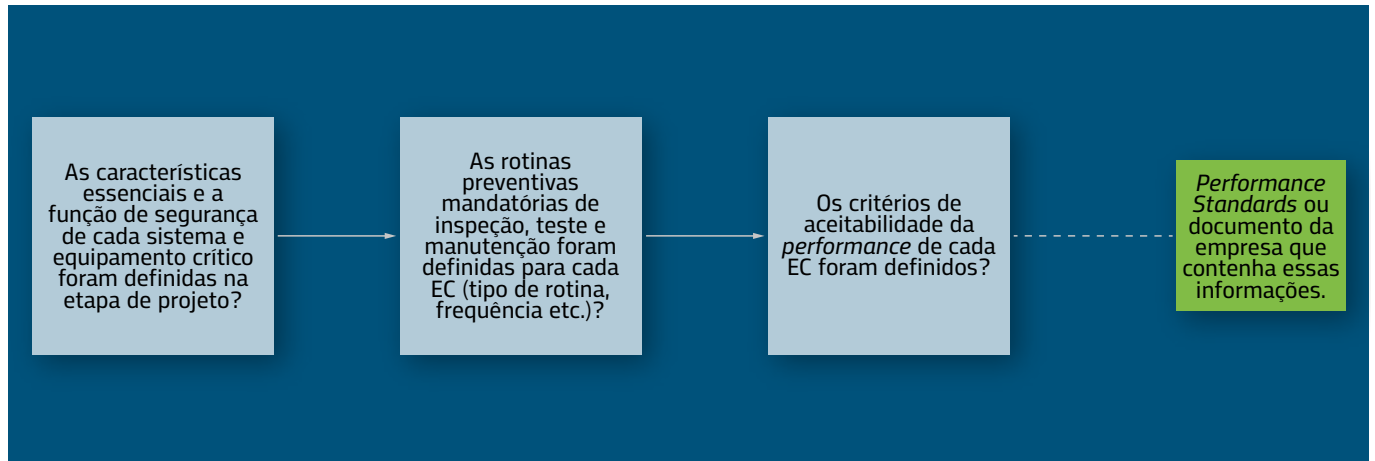 As características
essenciais e a
função de segurança
de cada sistema e
equipamento crítico
foram definidas na
etapa de projeto?
As rotinas
preventivas
mandatórias de
inspeção, teste e
manutenção foram
definidas para cada
EC (tipo de rotina,
frequência etc.)?
Os critérios de
aceitabilidade da
performance de cada
EC foram definidos?
Performance
Standards ou
documento da
empresa que
contenha essas
informações.